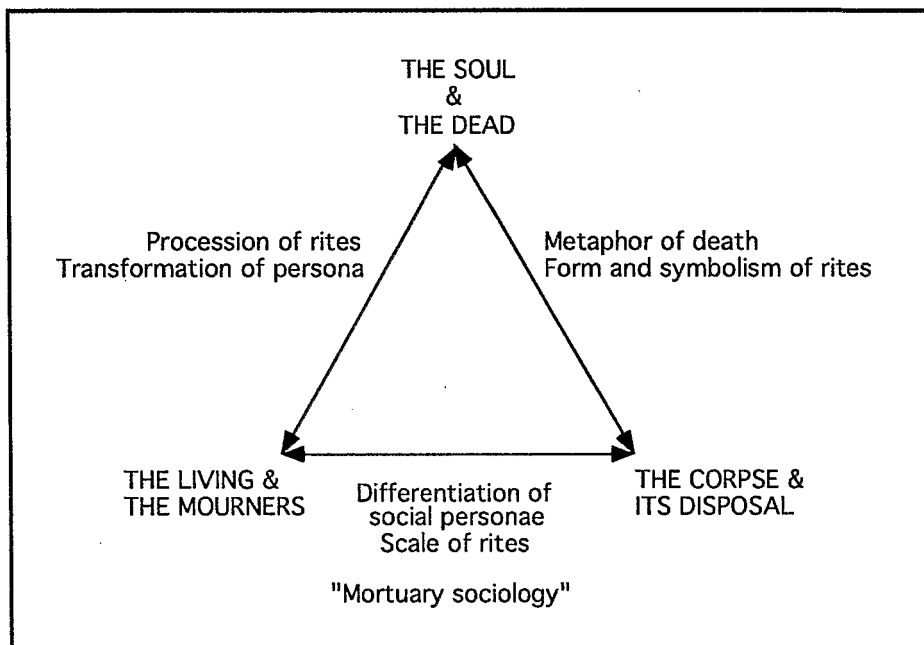 THE SOUL
&
THE DEAD
Procession of rites
Transformation of persona
Metaphor of death
Form and symbolism of rites
THE LIVING &
THE MOURNERS
Differentiation of
social personae
Scale of rites
THE CORPSE &
ITS DISPOSAL
"Mortuary sociology"